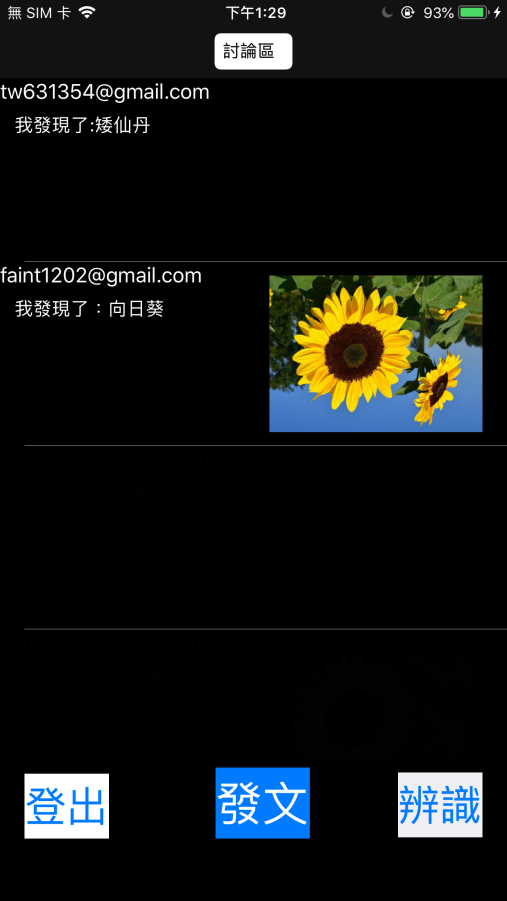 無 SIM 卡 下午1:29 93%
討論區
tw631354@gmail.com
我發現了:矮仙丹
faint1202@gmail.com
我發現了：向日葵
登出 發文 辨識